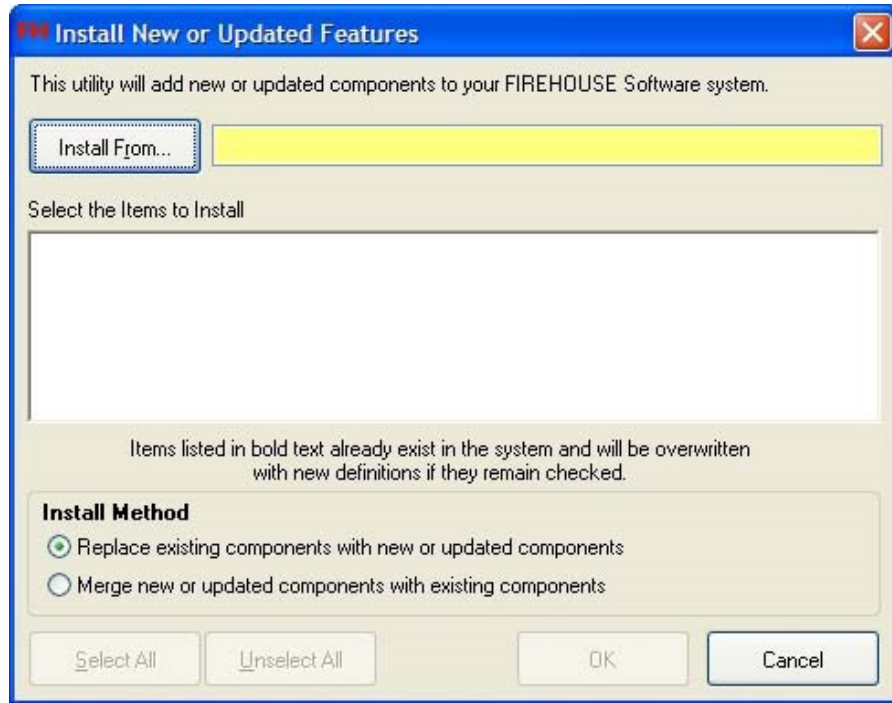 FH Install New or Updated Features
This utility will add new or updated components to your FIREHOUSE Software system.
Install From...
Select the Items to Install
Items listed in bold text already exist in the system and will be overwritten
with new definitions if they remain checked.
Install Method
Replace existing components with new or updated components
Merge new or updated components with existing components
Select All Unselect All OK Cancel